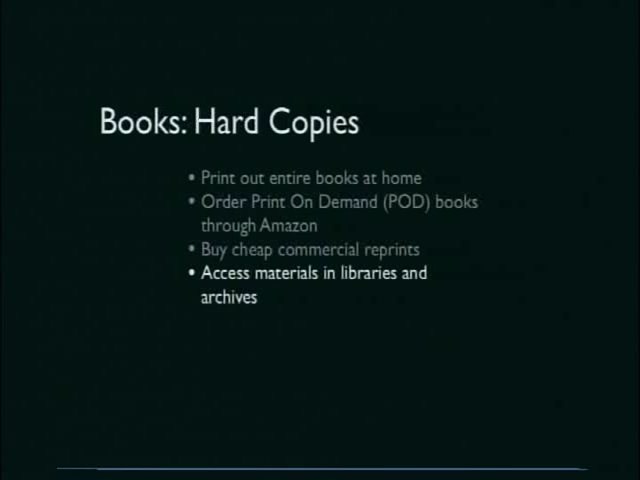 Books: Hard Copies
• Print out entire books at home
• Order Print On Demand (POD) books
through Amazon
• Buy cheap commercial reprints
• Access materials in libraries and
archives